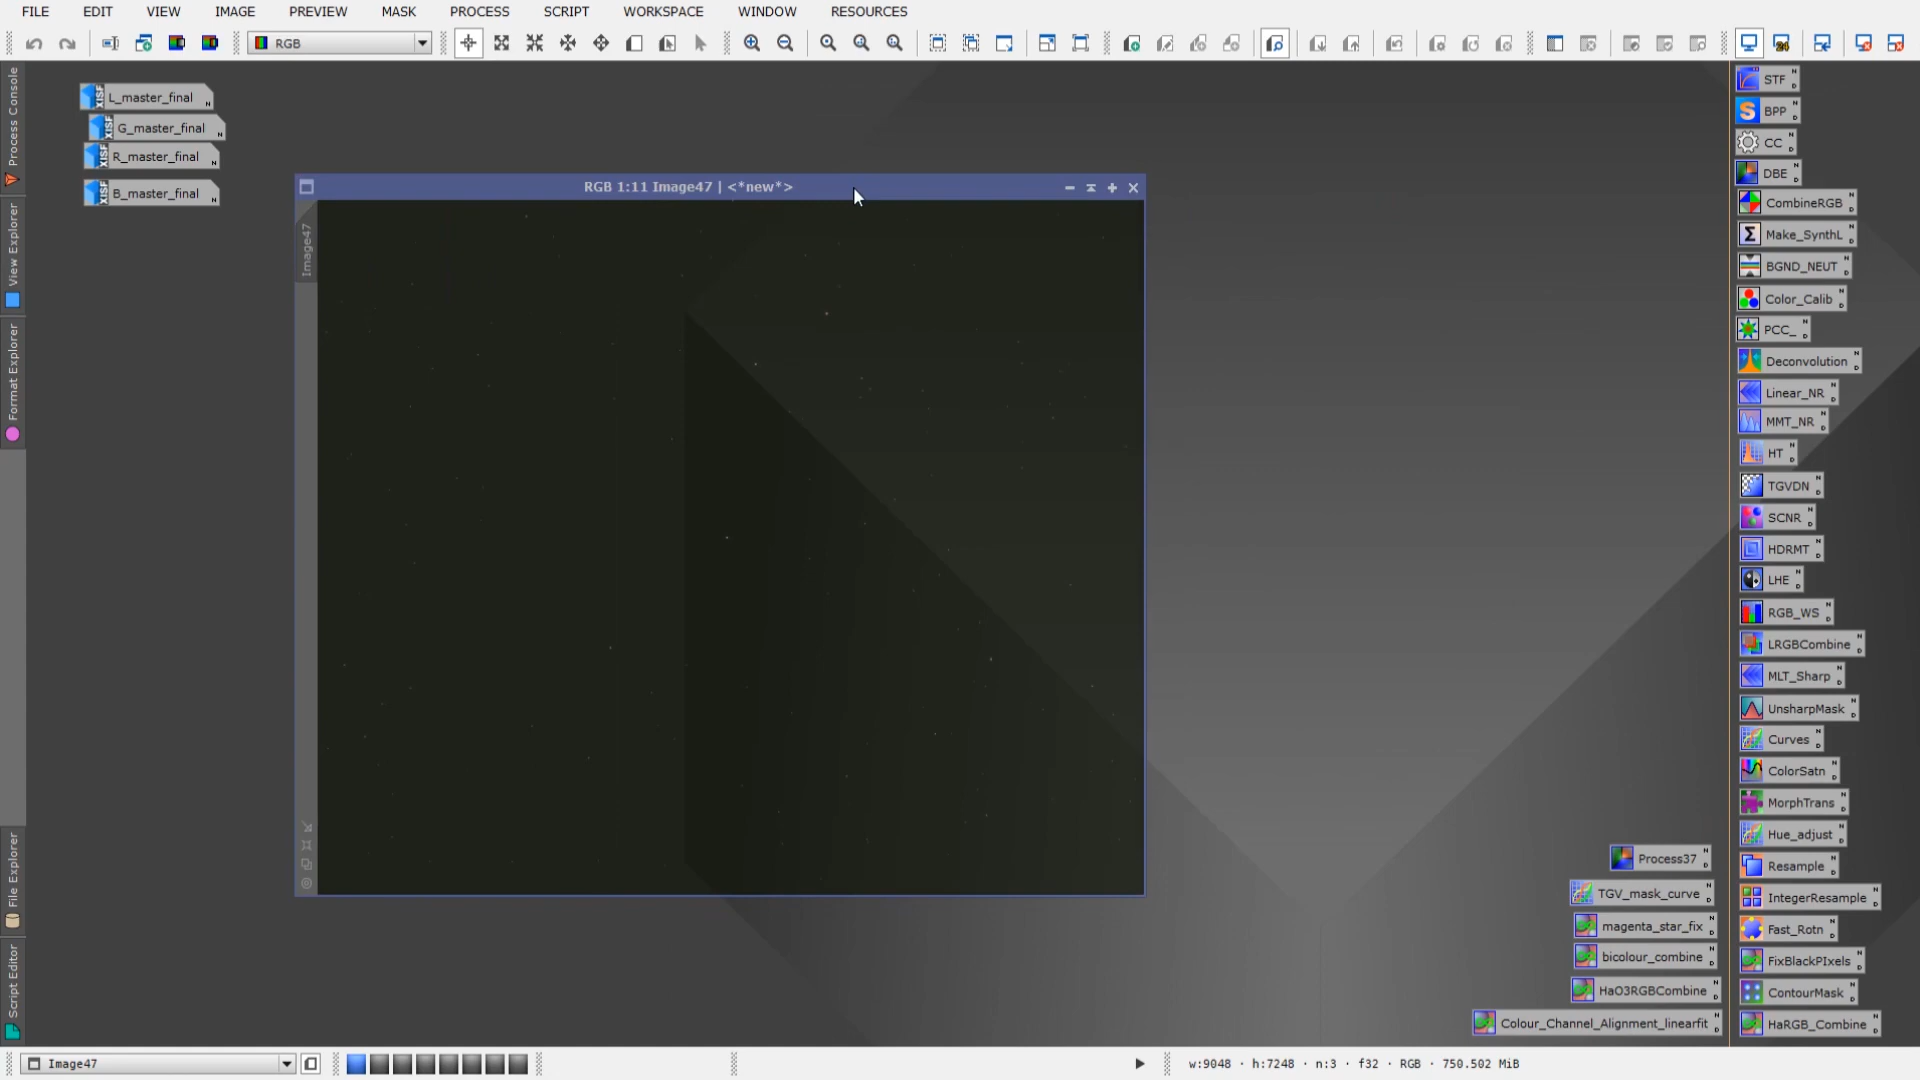 FILE EDIT VIEW IMAGE PREVIEW MASK PROCESS SCRIPT WORKSPACE WINDOW RESOURCES
RGB
Process Console
View Explorer
Format Explorer
File Explorer
Script Editor
L_master_final
G_master_final
R_master_final
B_master_final
RGB 1:11 Image47 | <*new*>
Image47
STF
BPP
CC
DBE
CombineRGB
Make_SynthL
BGND_NEUT
Color_Calib
PCC_
Deconvolution
Linear_NR
MMT_NR
HT
TGVDN
SCNR
HDRMT
LHE
RGB_WS
LRGBCombine
MLT_Sharp
UnsharpMask
Curves
ColorSatn
MorphTrans
Hue_adjust
Resample
IntegerResample
Fast_Rotn
FixBlackPIxels
ContourMask
HaRGB_Combine
Process37
TGV_mask_curve
magenta_star_fix
bicolour_combine
HaO3RGBCombine
Colour_Channel_Alignment_linearfit
Image47
w:9048 · h:7248 · n:3 · f32 · RGB · 750.502 MiB